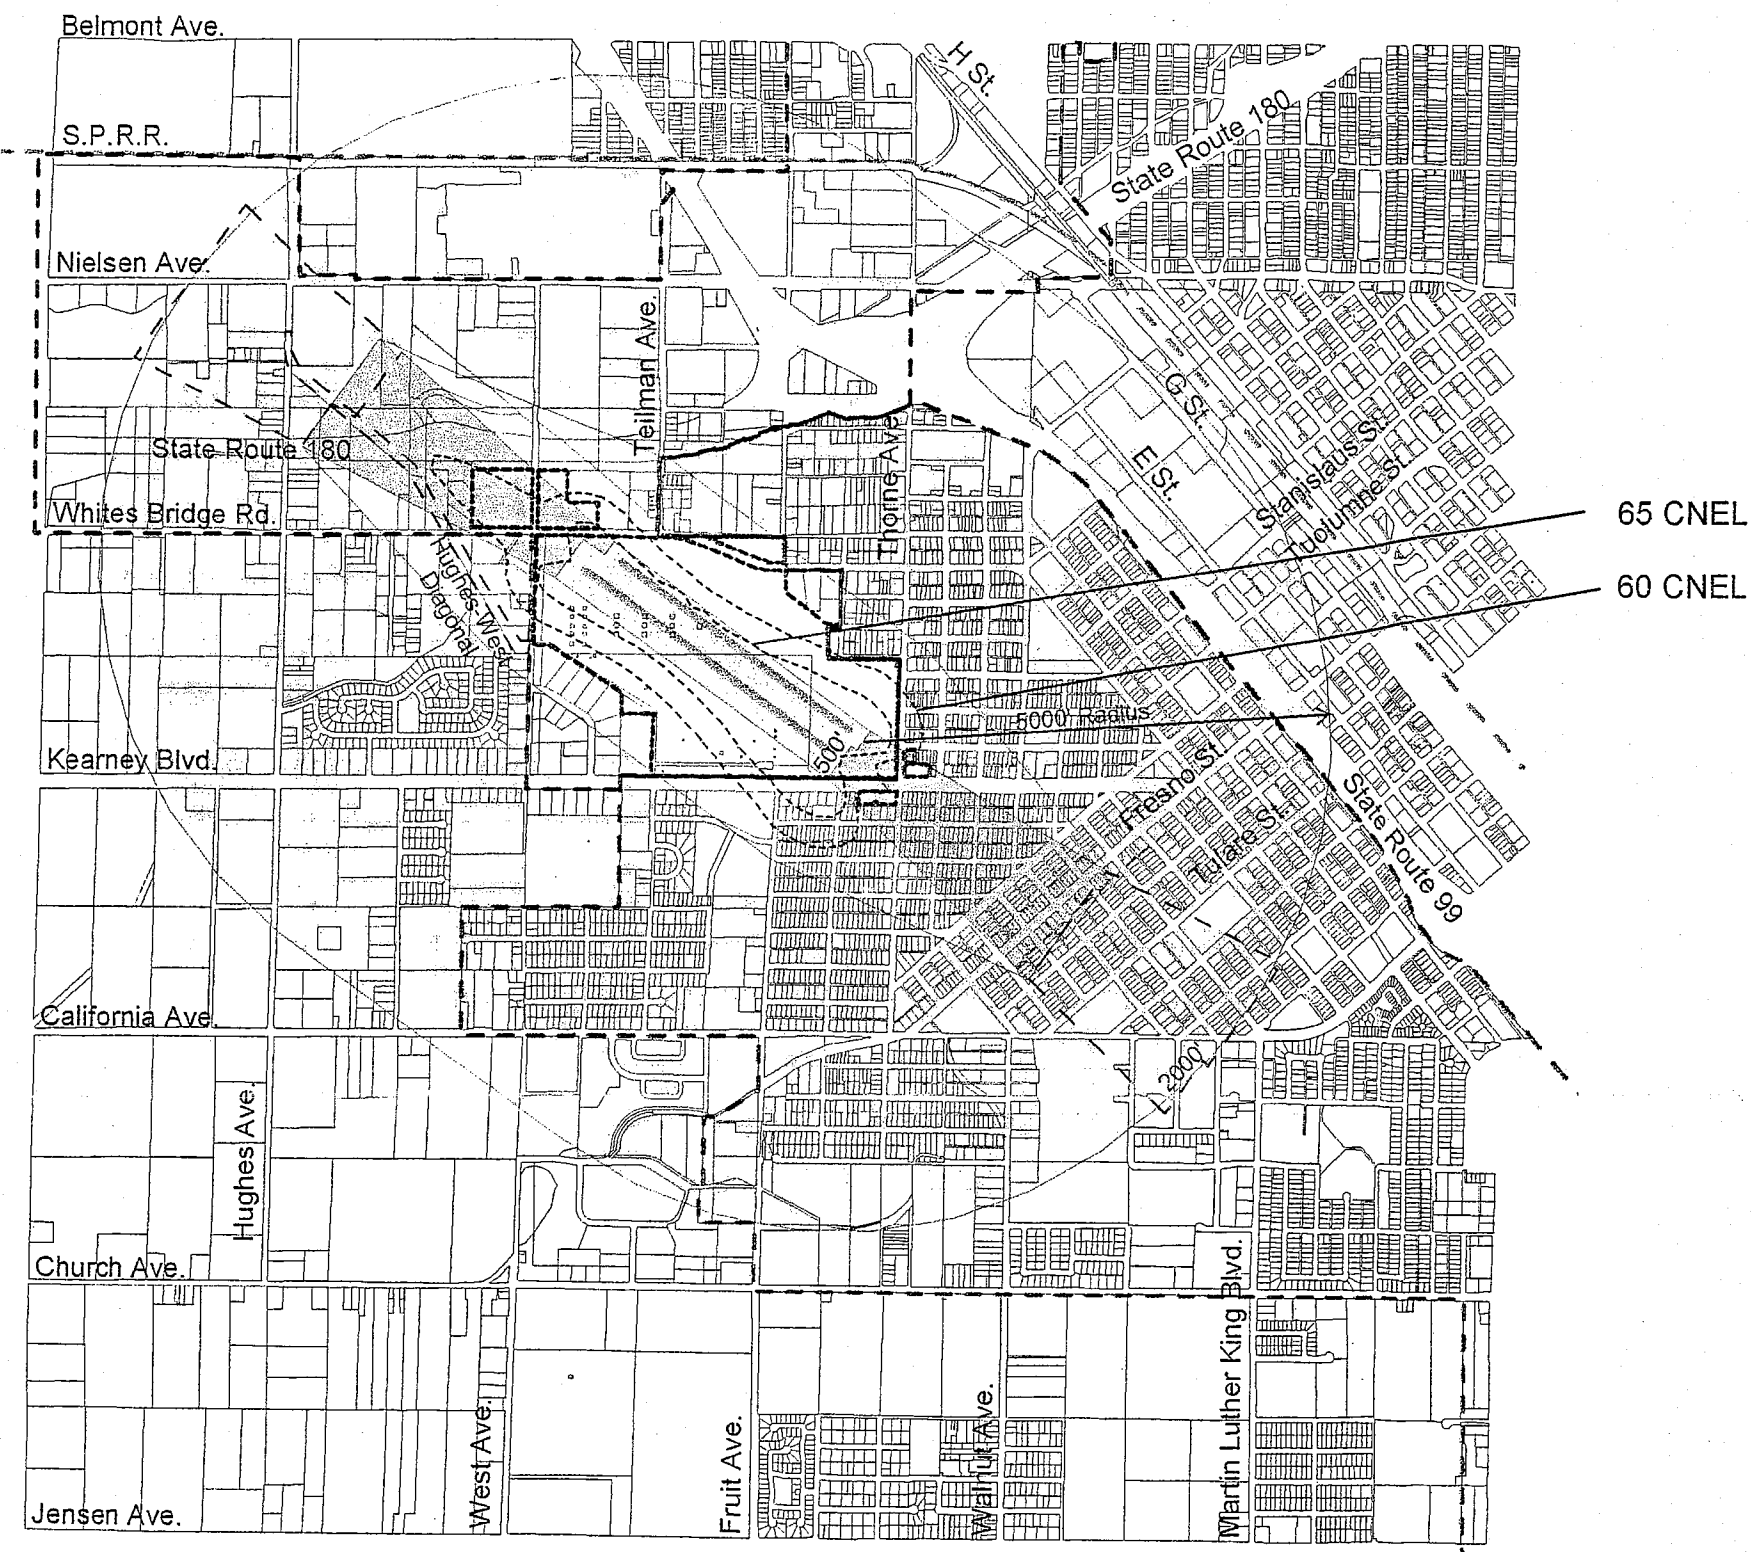 Belmont Ave.
H St.
State Route 180
S.P.R.R.
Nielsen Ave.
Teilman Ave.
G St.
State Route 180
Thorne Ave.
E St.
Stanislaus St.
Tuolumne St.
Whites Bridge Rd.
65 CNEL
Hughes West
Diagonal
60 CNEL
5000' Radius
500'
Kearney Blvd.
Fresno St.
Tulare St.
State Route 99
California Ave.
2000'
Hughes Ave.
Church Ave.
Martin Luther King Blvd.
West Ave.
Fruit Ave.
Walnut Ave.
Jensen Ave.